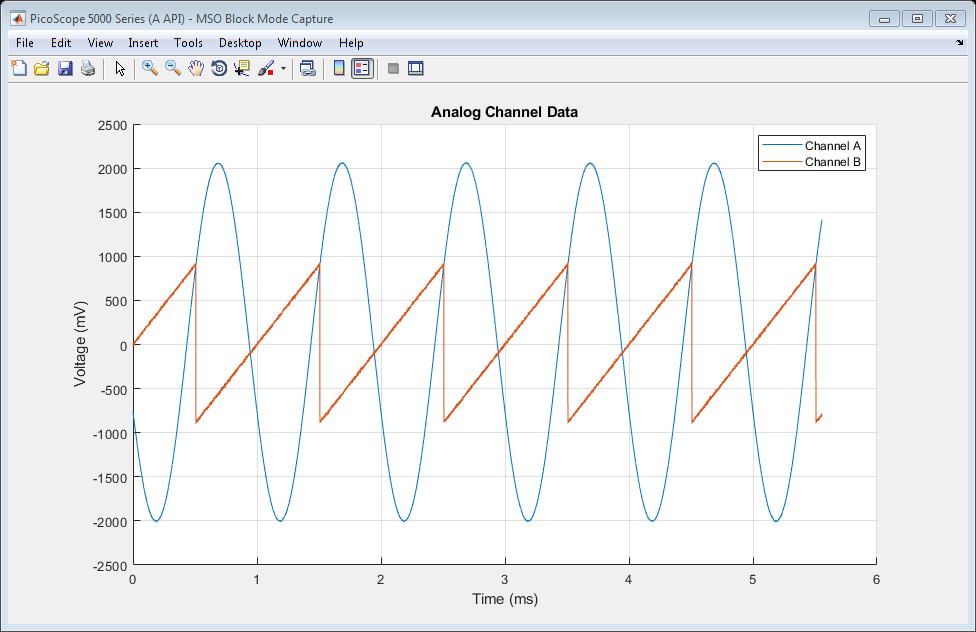 PicoScope 5000 Series (A API) - MSO Block Mode Capture
File Edit View Insert Tools Desktop Window Help
Analog Channel Data
Channel A
Channel B
2500
2000
1500
1000
500
0
-500
-1000
-1500
-2000
-2500
Voltage (mV)
0 1 2 3 4 5 6
Time (ms)